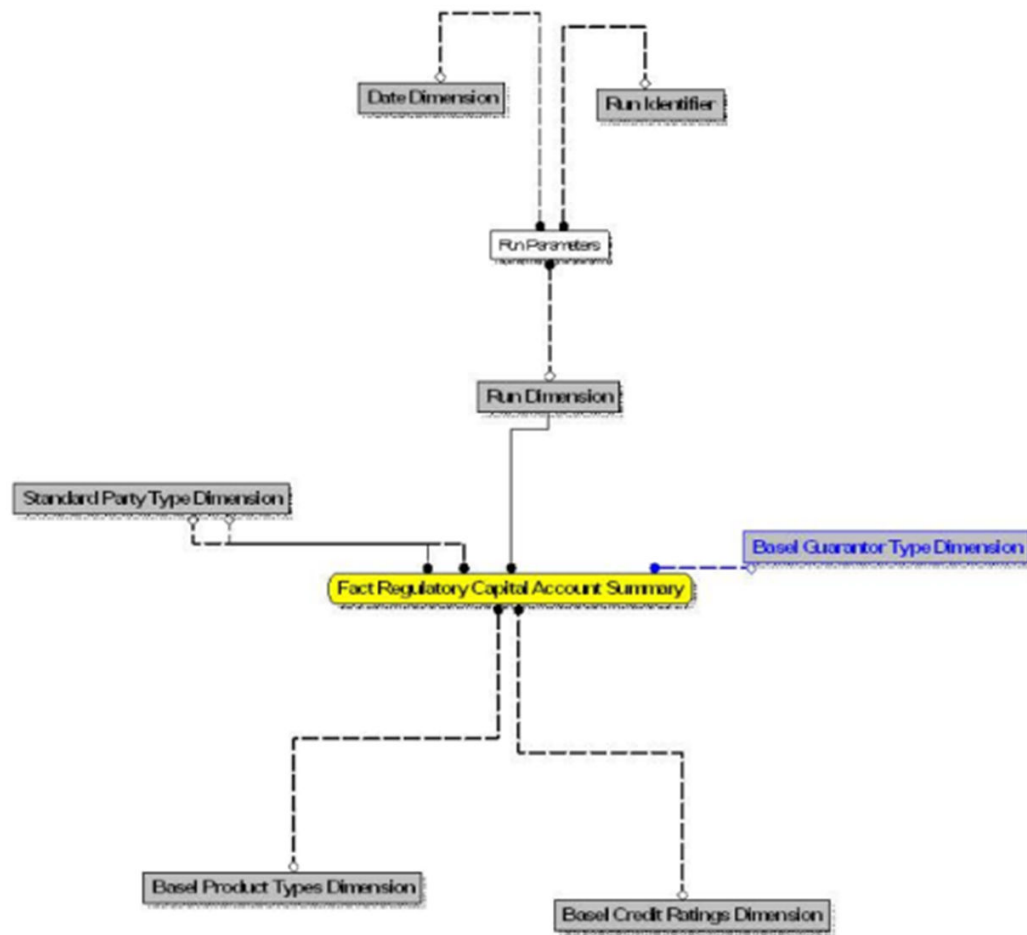 Date Dimension
Run Identifier
Run Parameters
Run Dimension
Standard Party Type Dimension
Basel Guarantor Type Dimension
Fact Regulatory Capital Account Summary
Basel Product Types Dimension
Basel Credit Ratings Dimension